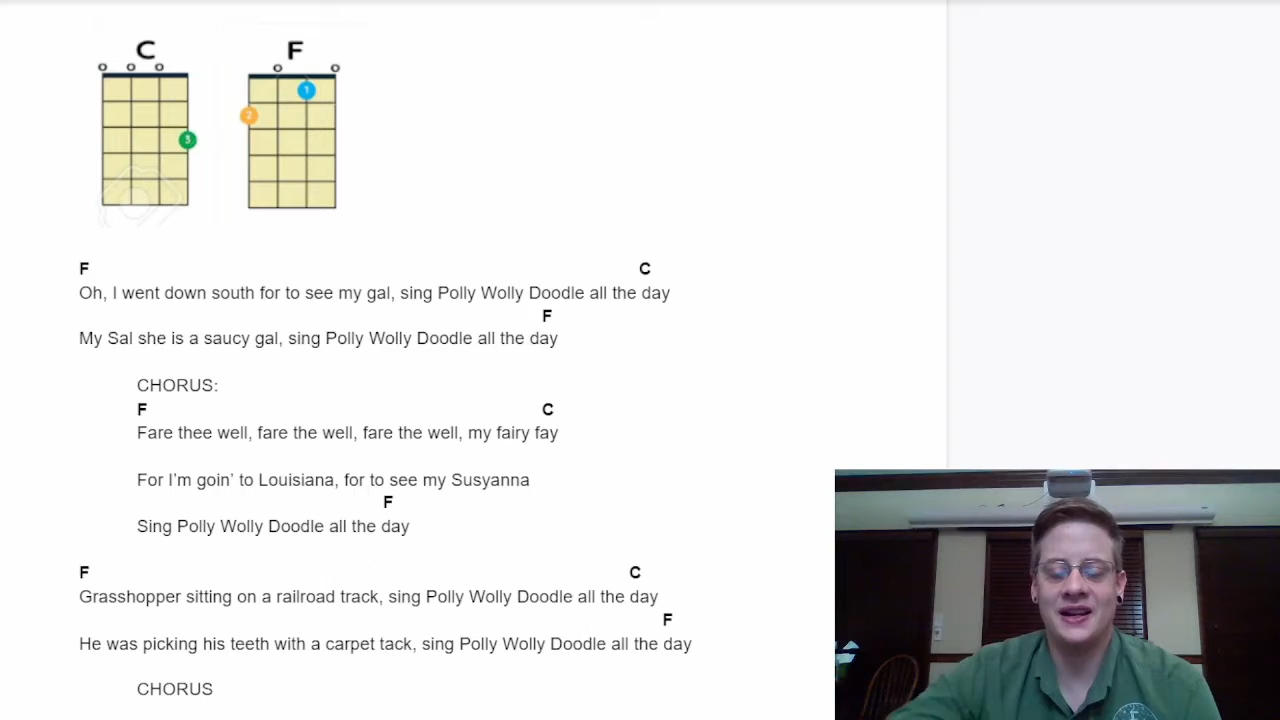 C F
o o o o o
1
2
3
F C
Oh, I went down south for to see my gal, sing Polly Wolly Doodle all the day
F
My Sal she is a saucy gal, sing Polly Wolly Doodle all the day
CHORUS:
F C
Fare thee well, fare the well, fare the well, my fairy fay
For I'm goin' to Louisiana, for to see my Susyanna
F
Sing Polly Wolly Doodle all the day
F C
Grasshopper sitting on a railroad track, sing Polly Wolly Doodle all the day
F
He was picking his teeth with a carpet tack, sing Polly Wolly Doodle all the day
CHORUS